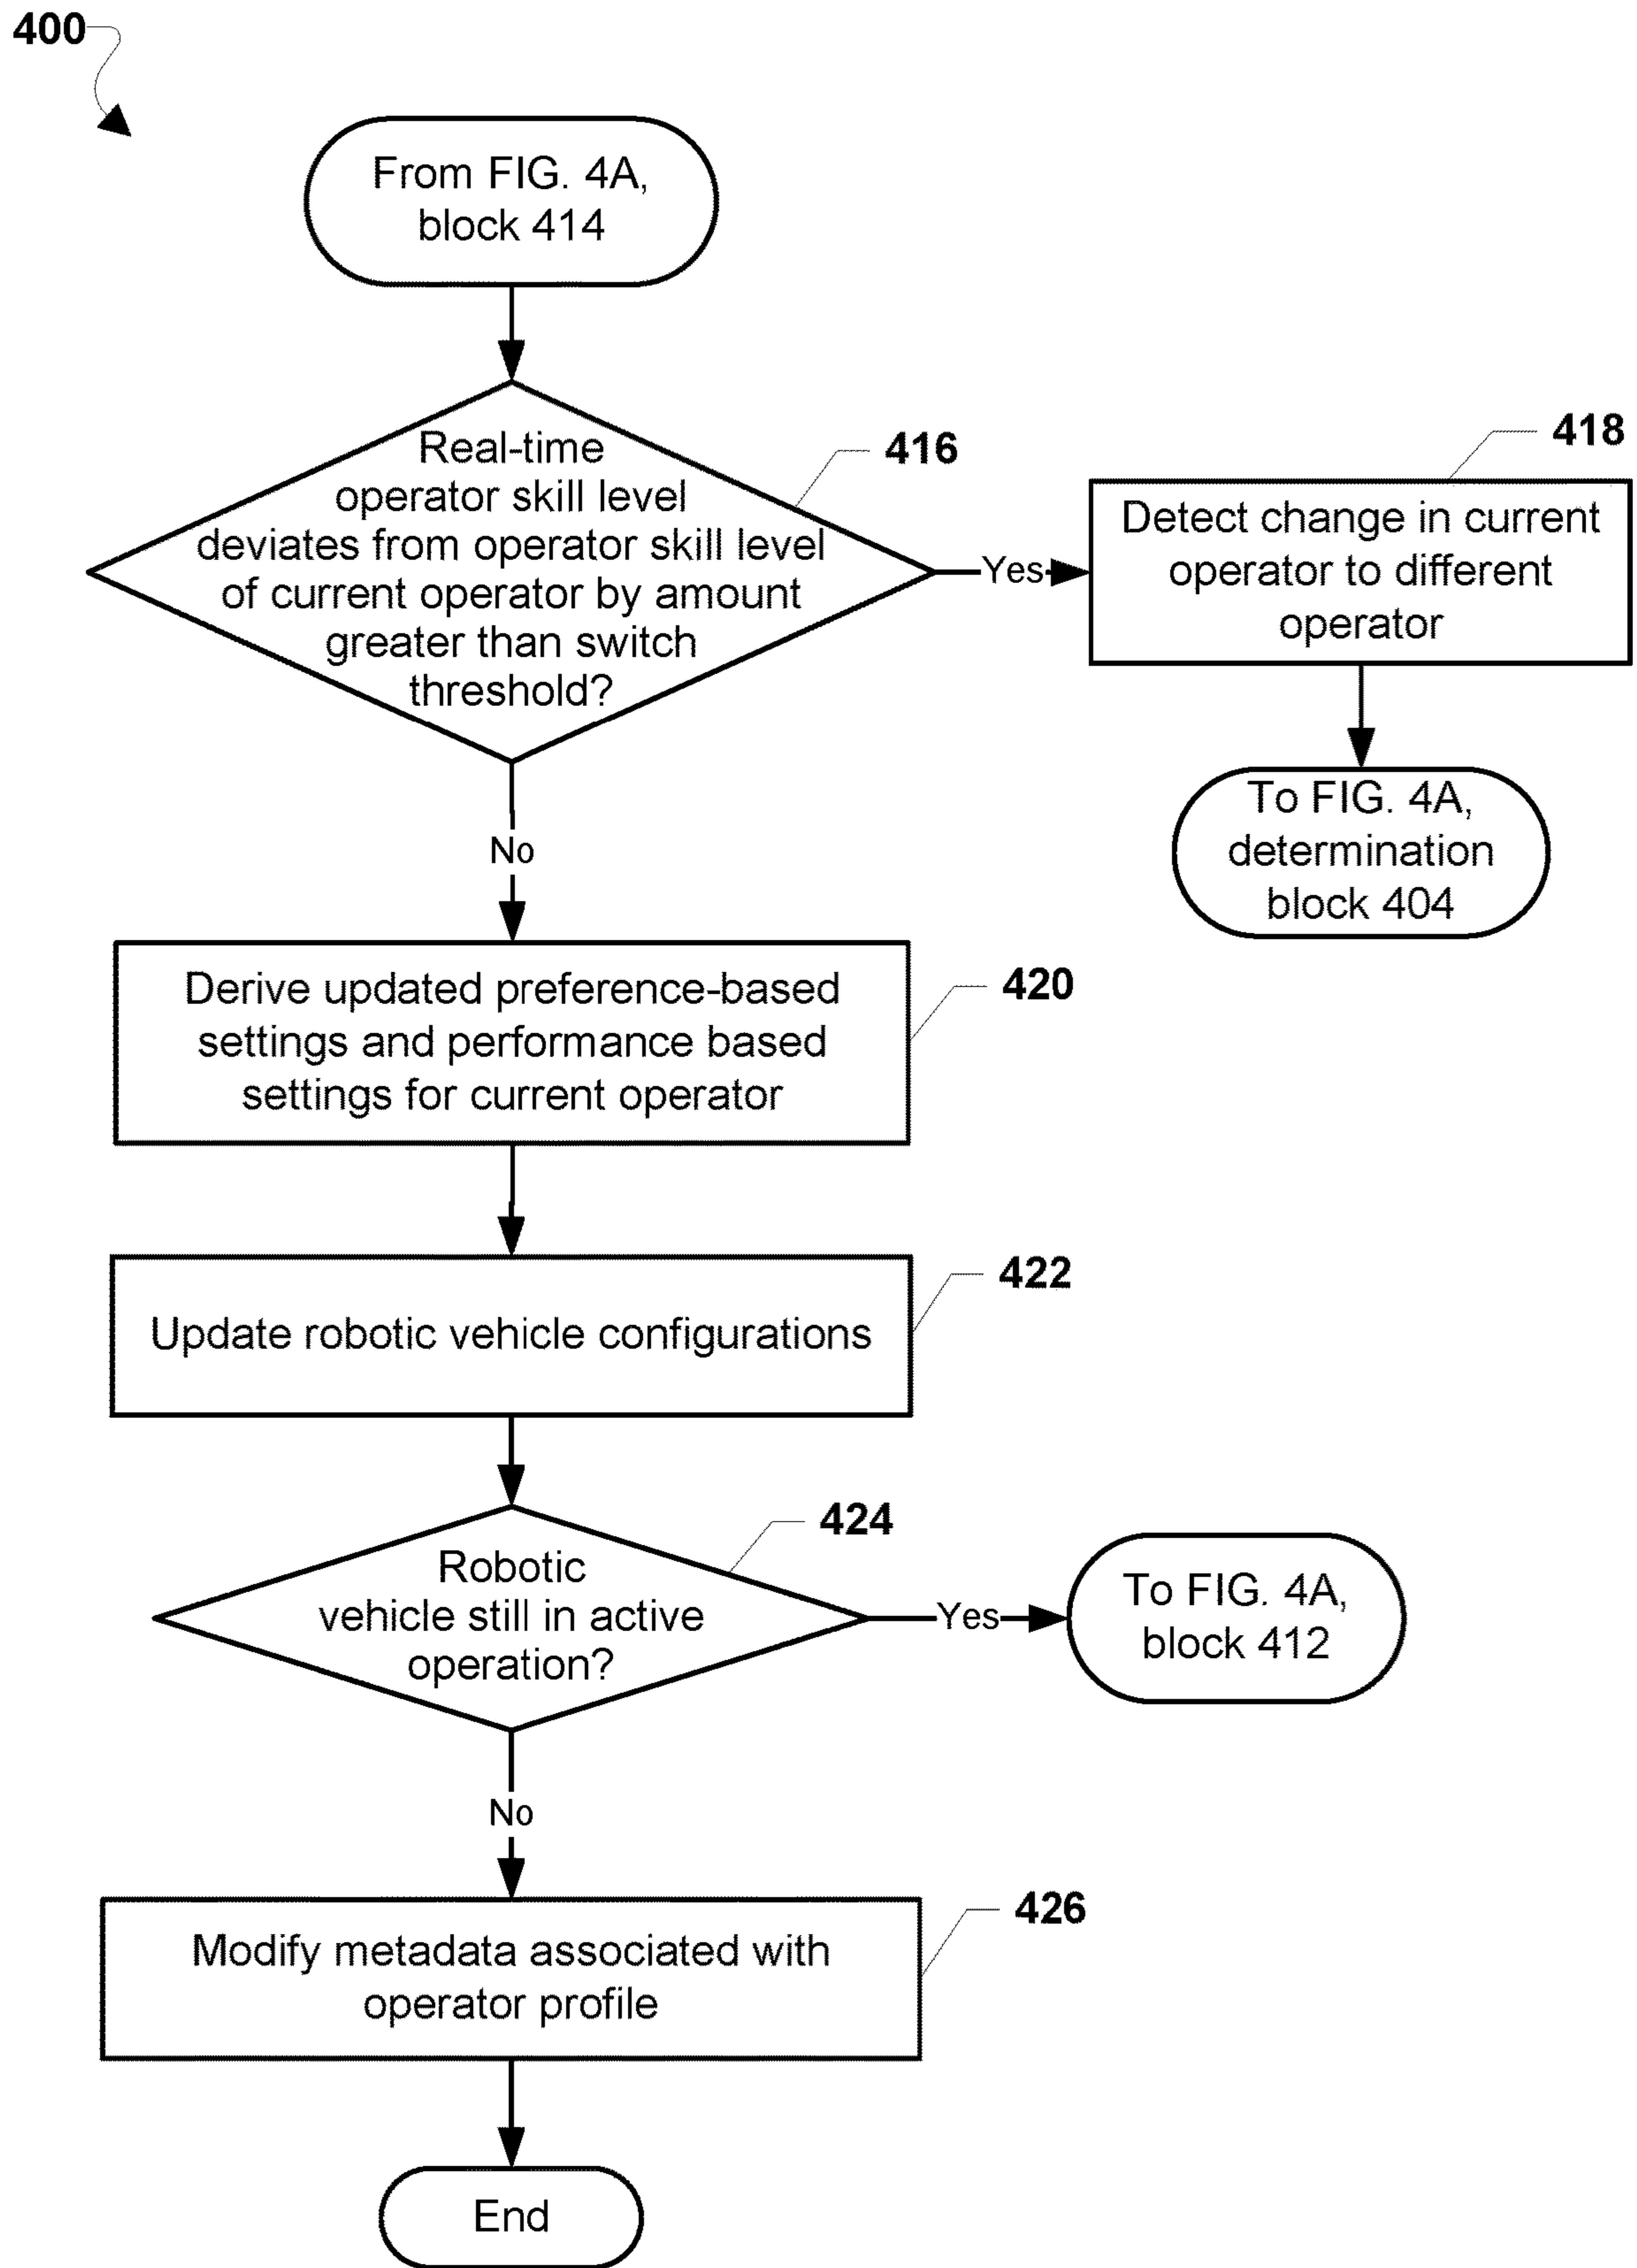 400
From FIG. 4A,
block 414
Real-time
operator skill level
deviates from operator skill level
of current operator by amount
greater than switch
threshold?
416
Yes
418
Detect change in current
operator to different
operator
To FIG. 4A,
determination
block 404
No
Derive updated preference-based
settings and performance based
settings for current operator
420
Update robotic vehicle configurations
422
Robotic
vehicle still in active
operation?
424
Yes
To FIG. 4A,
block 412
No
Modify metadata associated with
operator profile
426
End